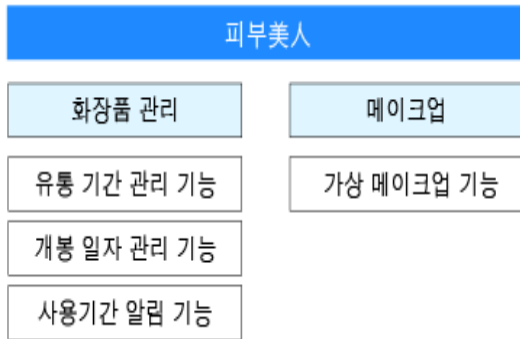 피부美人
화장품 관리
메이크업
유통 기간 관리 기능
가상 메이크업 기능
개봉 일자 관리 기능
사용기간 알림 기능